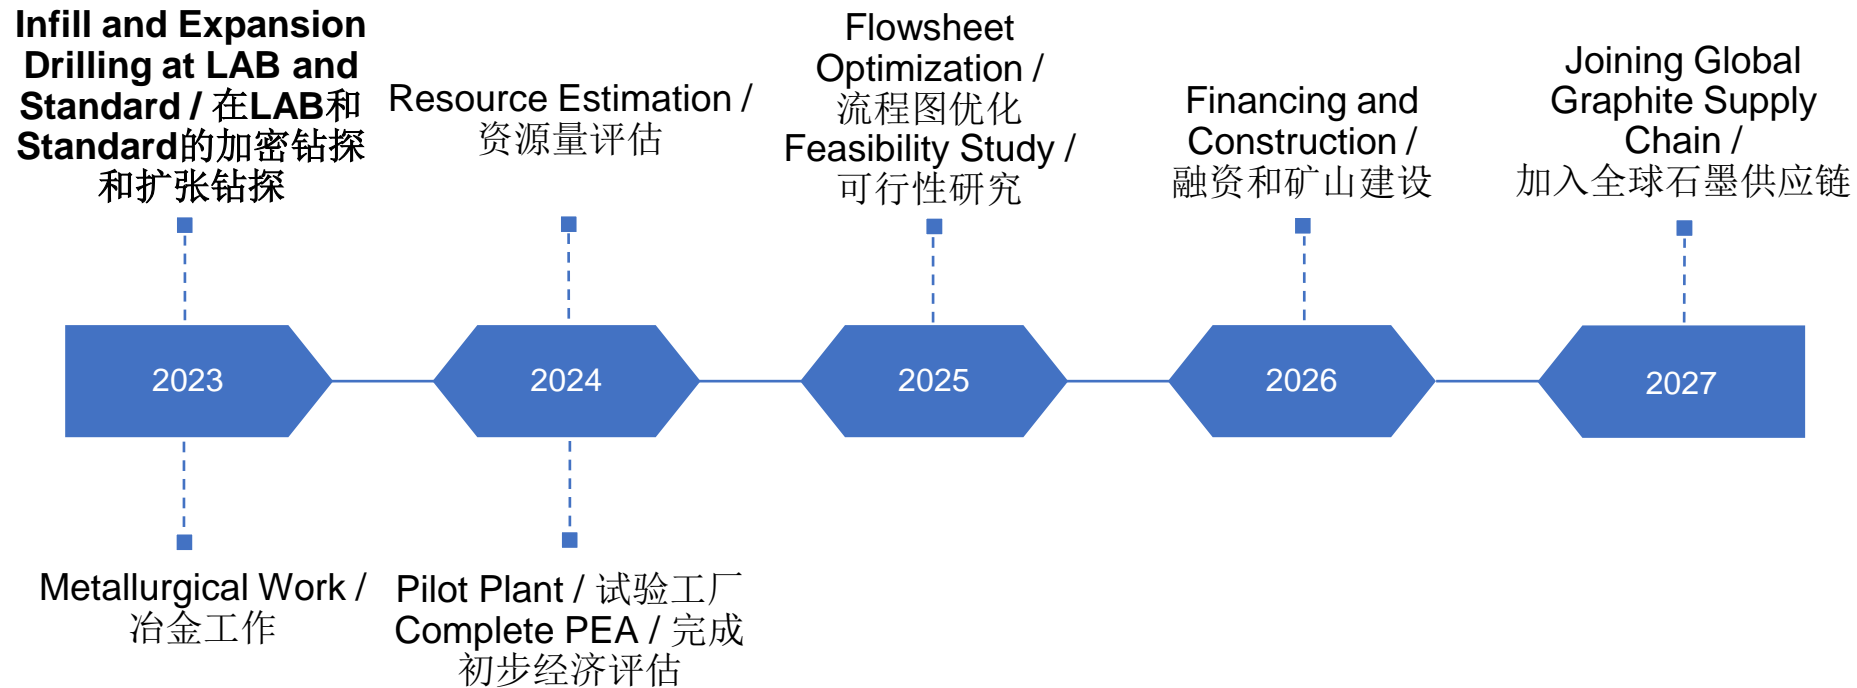 Infill and Expansion
Drilling at LAB and
Standard / 在LAB和
Standard的加密钻探
和扩张钻探
Resource Estimation /
资源量评估
Flowsheet
Optimization /
流程图优化
Feasibility Study /
可行性研究
Financing and
Construction /
融资和矿山建设
Joining Global
Graphite Supply
Chain /
加入全球石墨供应链
2023
2024
2025
2026
2027
Metallurgical Work /
冶金工作
Pilot Plant / 试验工厂
Complete PEA / 完成
初步经济评估